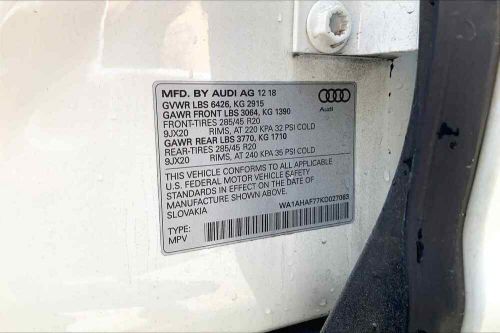 MFD. BY AUDI AG 12 18
GVWR LBS 6426, KG 2915
GAWR FRONT LBS 3064, KG 1390
FRONT-TIRES 285/45 R20
9JX20 RIMS, AT 220 KPA 32 PSI COLD
GAWR REAR LBS 3770, KG 1710
REAR-TIRES 285/45 R20
9JX20 RIMS, AT 240 KPA 35 PSI COLD
Audi
THIS VEHICLE CONFORMS TO ALL APPLICABLE
U.S. FEDERAL MOTOR VEHICLE SAFETY
STANDARDS IN EFFECT ON THE DATE OF
MANUFACTURE SHOWN ABOVE.
SLOVAKIA
WA1AHAF77KD027083
TYPE:
MPV